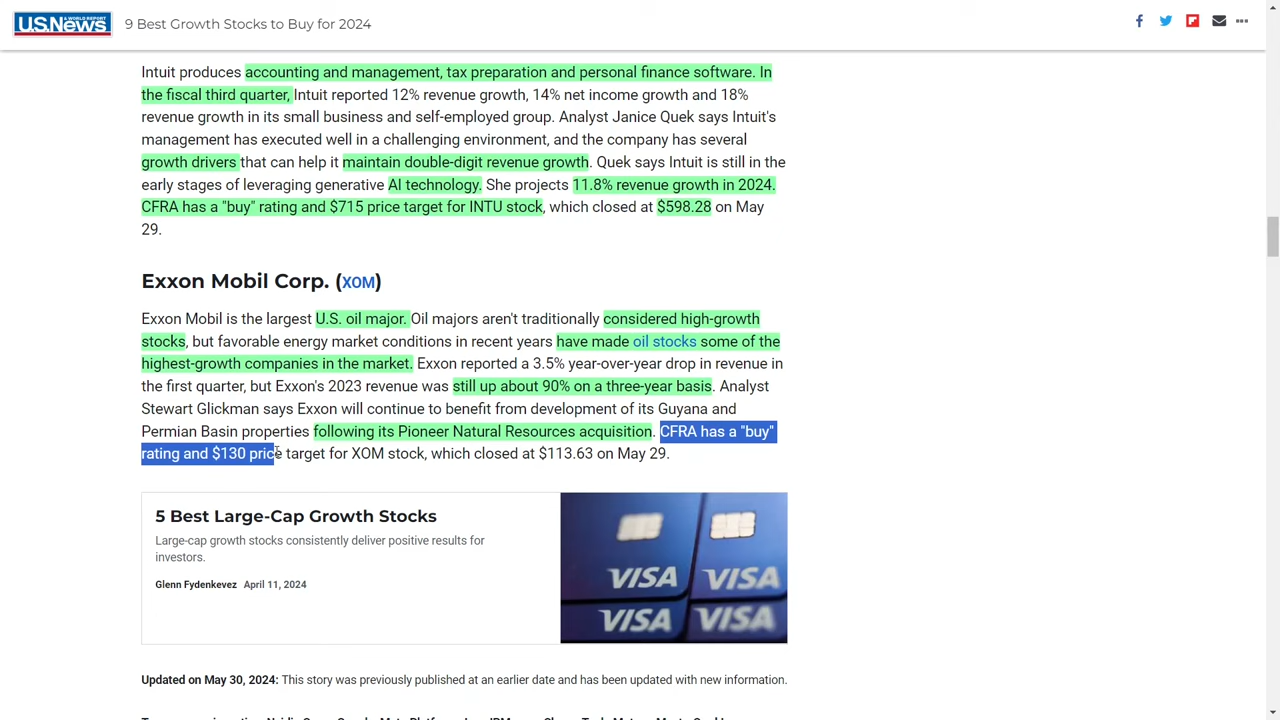 U.S.News
& WORLD REPORT
9 Best Growth Stocks to Buy for 2024
Intuit produces accounting and management, tax preparation and personal finance software. In
the fiscal third quarter, Intuit reported 12% revenue growth, 14% net income growth and 18%
revenue growth in its small business and self-employed group. Analyst Janice Quek says Intuit's
management has executed well in a challenging environment, and the company has several
growth drivers that can help it maintain double-digit revenue growth. Quek says Intuit is still in the
early stages of leveraging generative AI technology. She projects 11.8% revenue growth in 2024.
CFRA has a "buy" rating and $715 price target for INTU stock, which closed at $598.28 on May
29.
Exxon Mobil Corp. (XOM)
Exxon Mobil is the largest U.S. oil major. Oil majors aren't traditionally considered high-growth
stocks, but favorable energy market conditions in recent years have made oil stocks some of the
highest-growth companies in the market. Exxon reported a 3.5% year-over-year drop in revenue in
the first quarter, but Exxon's 2023 revenue was still up about 90% on a three-year basis. Analyst
Stewart Glickman says Exxon will continue to benefit from development of its Guyana and
Permian Basin properties following its Pioneer Natural Resources acquisition. CFRA has a "buy"
rating and $130 price target for XOM stock, which closed at $113.63 on May 29.
5 Best Large-Cap Growth Stocks
Large-cap growth stocks consistently deliver positive results for
investors.
Glenn Fydenkevez April 11, 2024
VISA VISA
VISA VISA
Updated on May 30, 2024: This story was previously published at an earlier date and has been updated with new information.